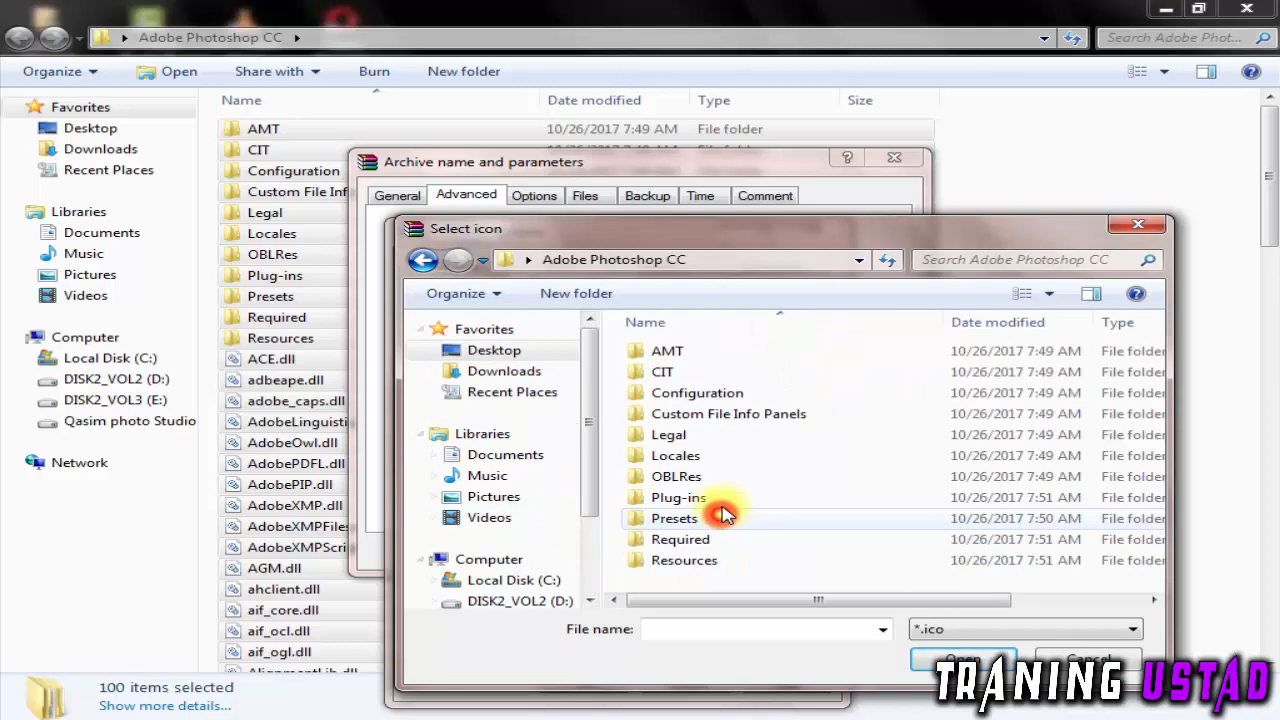 Adobe Photoshop CC
Search Adobe Phot...
Organize
Open
Share with
Burn
New folder
Name
Date modified
Type
Size
Favorites
Desktop
Downloads
Recent Places
Libraries
Documents
Music
Pictures
Videos
Computer
Local Disk (C:)
DISK2_VOL2 (D:)
DISK2_VOL3 (E:)
Qasim photo Studio
Network
AMT 10/26/2017 7:49 AM File folder
CIT
Configuration
Custom File Inf
Legal
Locales
OBLRes
Plug-ins
Presets
Required
Resources
ACE.dll
adbeape.dll
adobe_caps.dll
AdobeLinguisti
AdobeOwl.dll
AdobePDFL.dll
AdobePIP.dll
AdobeXMP.dll
AdobeXMPFiles
AdobeXMPScri
AGM.dll
ahclient.dll
aif_core.dll
aif_ocl.dll
aif_ogl.dll
AlignmentLib.dll
Archive name and parameters
General Advanced Options Files Backup Time Comment
Select icon
Adobe Photoshop CC
Search Adobe Photoshop CC
Organize
New folder
Favorites
Desktop
Downloads
Recent Places
Libraries
Documents
Music
Pictures
Videos
Computer
Local Disk (C:)
DISK2_VOL2 (D:)
Name Date modified Type
AMT 10/26/2017 7:49 AM File folder
CIT 10/26/2017 7:49 AM File folder
Configuration 10/26/2017 7:49 AM File folder
Custom File Info Panels 10/26/2017 7:49 AM File folder
Legal 10/26/2017 7:49 AM File folder
Locales 10/26/2017 7:49 AM File folder
OBLRes 10/26/2017 7:49 AM File folder
Plug-ins 10/26/2017 7:51 AM File folder
Presets 10/26/2017 7:50 AM File folder
Required 10/26/2017 7:51 AM File folder
Resources 10/26/2017 7:51 AM File folder
File name:
*.ico
Open
Cancel
100 items selected
Show more details...
TRANING USTAD